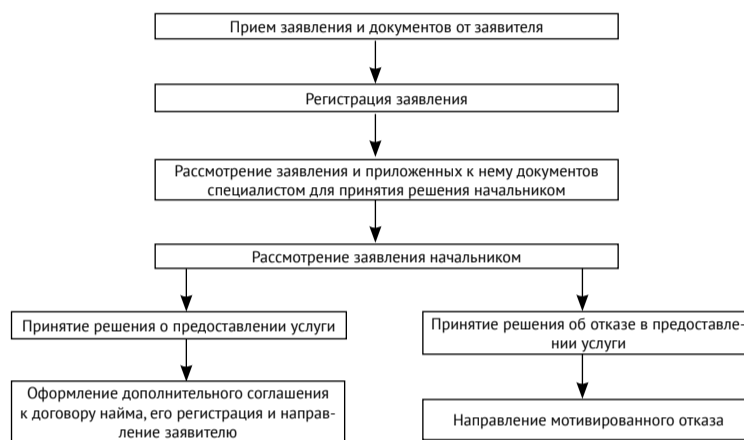 Прием заявления и документов от заявителя
Регистрация заявления
Рассмотрение заявления и приложенных к нему документов
специалистом для принятия решения начальником
Рассмотрение заявления начальником
Принятие решения о предоставлении услуги
Принятие решения об отказе в предоставле-
нии услуги
Оформление дополнительного соглашения
к договору найма, его регистрация и направ-
ление заявителю
Направление мотивированного отказа